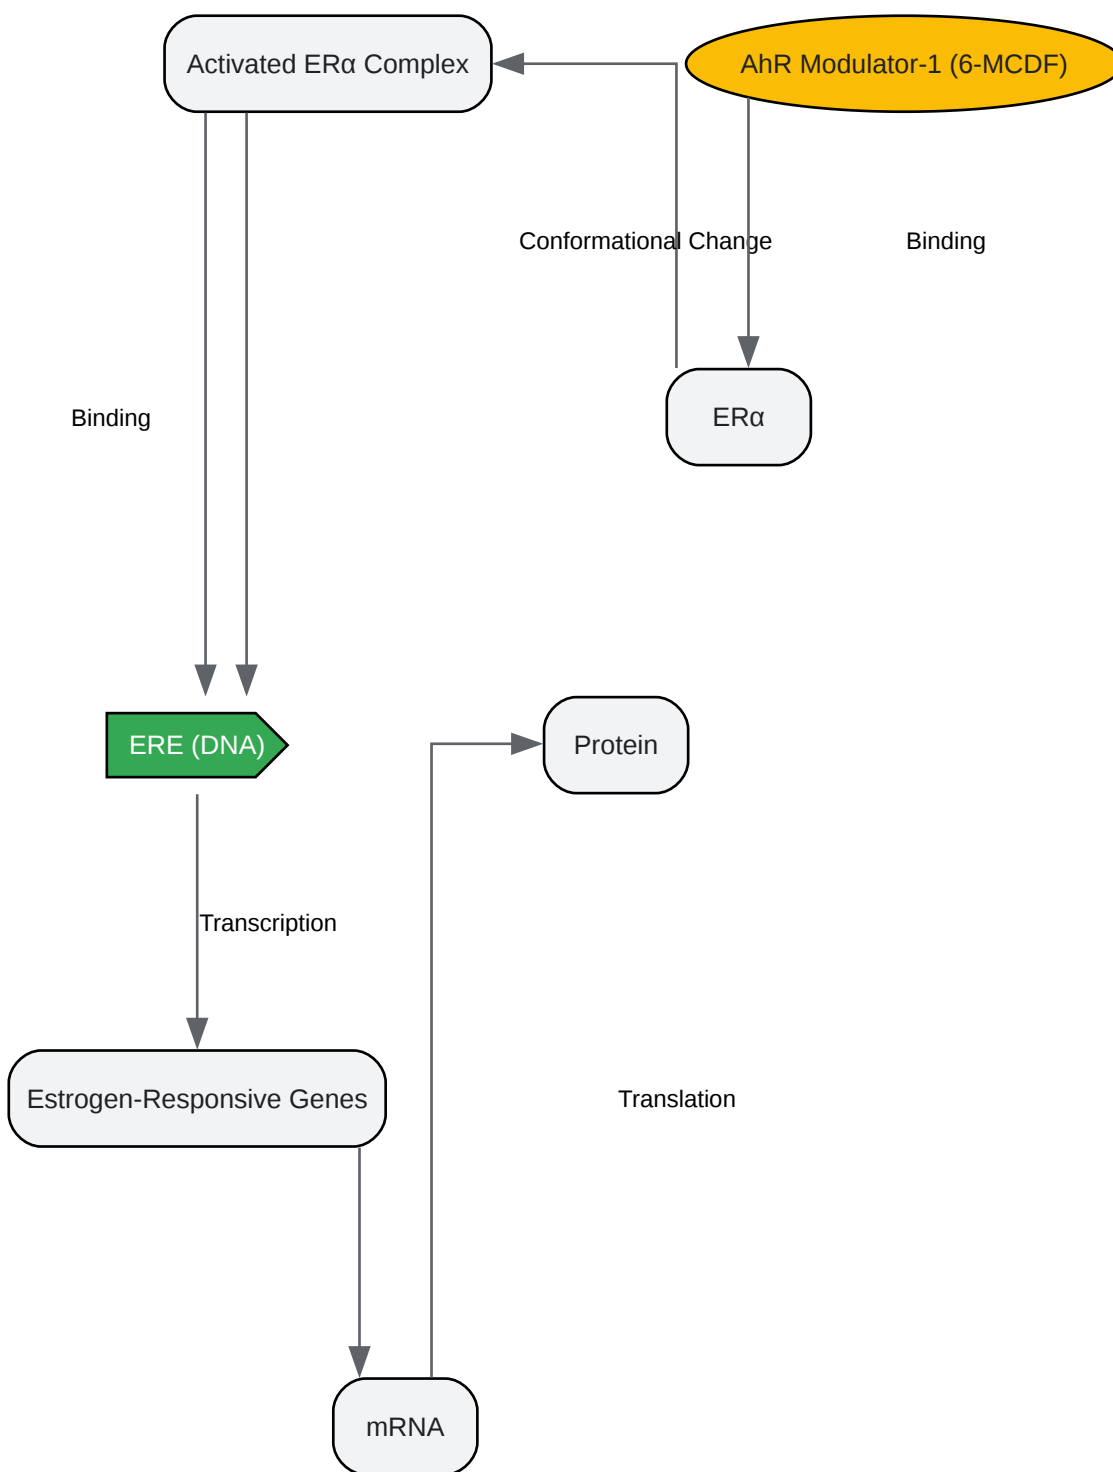 Activated ERα Complex
AhR Modulator-1 (6-MCDF)
Conformational Change
Binding
Binding
ERα
ERE (DNA)
Protein
Transcription
Estrogen-Responsive Genes
Translation
mRNA